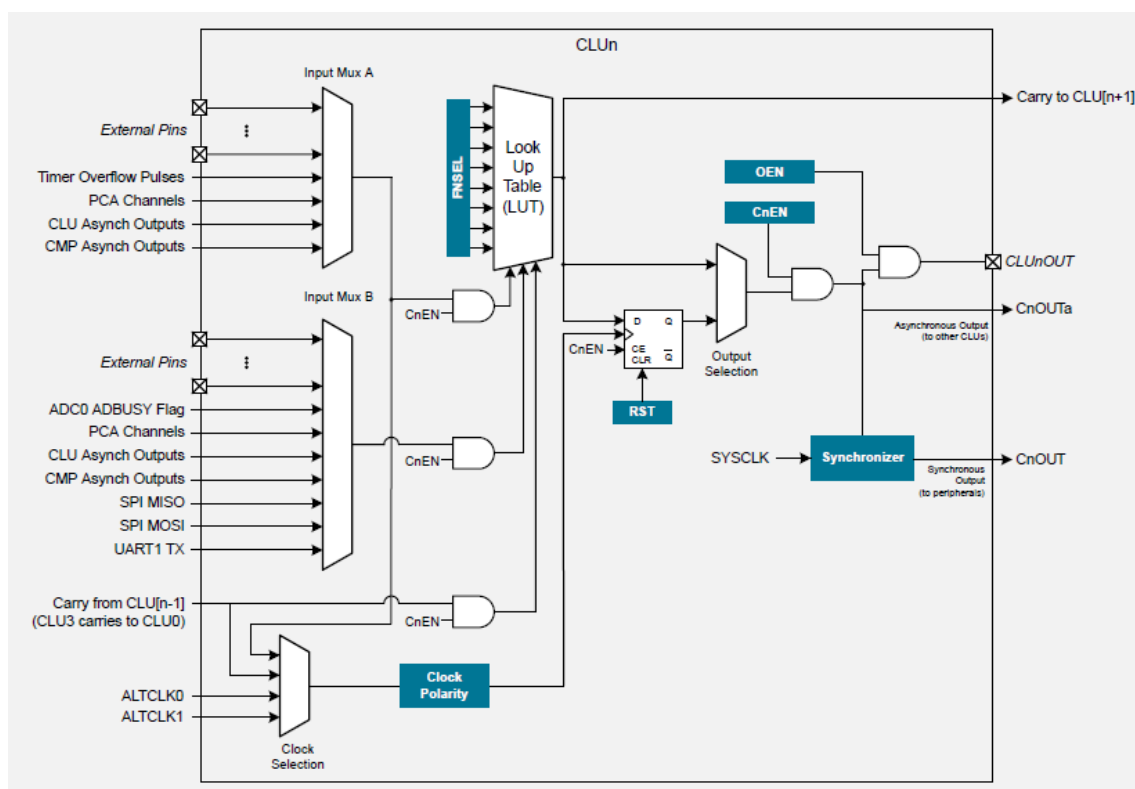 CLUn
Input Mux A
External Pins
Timer Overflow Pulses
PCA Channels
CLU Asynch Outputs
CMP Asynch Outputs
FNSEL
Look
Up
Table
(LUT)
Carry to CLU[n+1]
OEN
CnEN
CLUnOUT
CnOUTa
Asynchronous Output
(to other CLUs)
Input Mux B
CnEN
External Pins
ADC0 ADBUSY Flag
PCA Channels
CLU Asynch Outputs
CMP Asynch Outputs
SPI MISO
SPI MOSI
UART1 TX
CnEN
D Q
CnEN
CE
CLR Q
RST
Output
Selection
SYSCLK
Synchronizer
CnOUT
Synchronous
Output
(to peripherals)
Carry from CLU[n-1]
(CLU3 carries to CLU0)
CnEN
ALTCLK0
ALTCLK1
Clock
Polarity
Clock
Selection